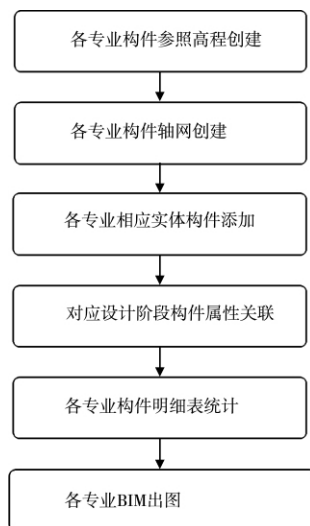 各专业构件参照高程创建
各专业构件轴网创建
各专业相应实体构件添加
对应设计阶段构件属性关联
各专业构件明细表统计
各专业BIM出图